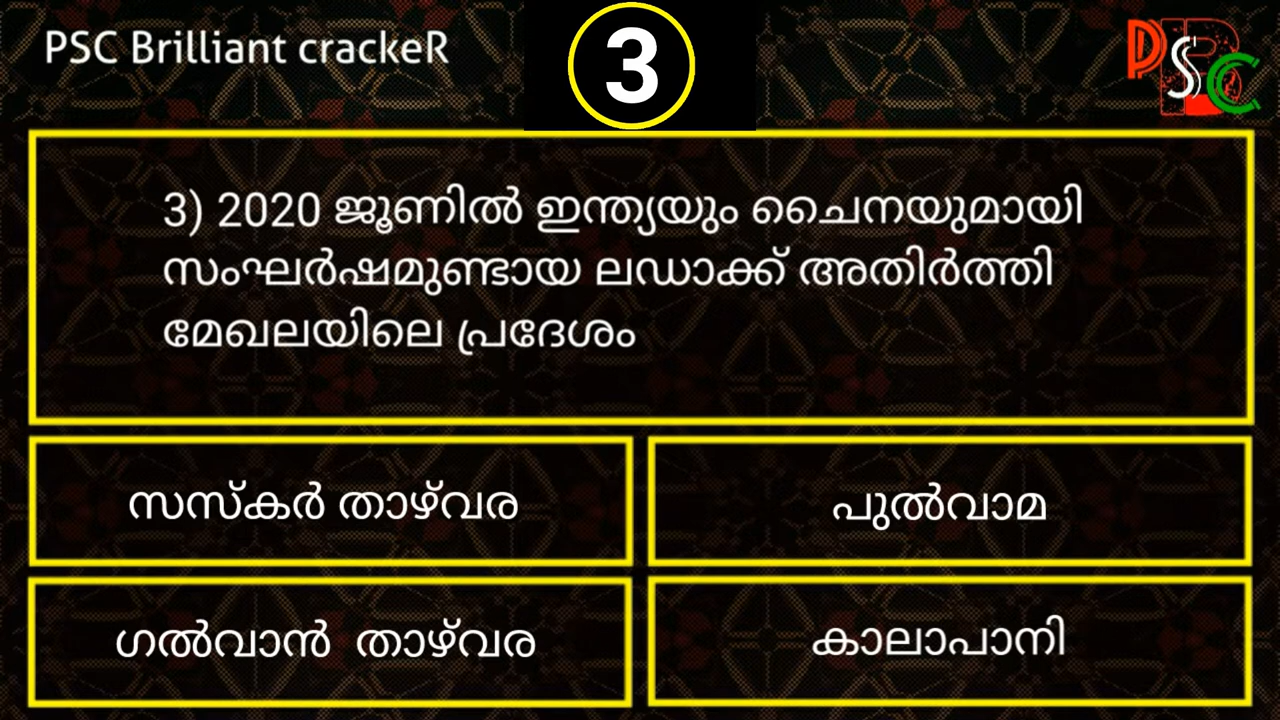 PSC Brilliant crackeR
3
PSC
3) 2020 ജൂണിൽ ഇന്ത്യയും ചൈനയുമായി
സംഘർഷമുണ്ടായ ലഡാക്ക് അതിർത്തി
മേഖലയിലെ പ്രദേശം
സസ്കർ താഴ്‌വര
പുൽവാമ
ഗൽവാൻ താഴ്‌വര
കാലാപാനി